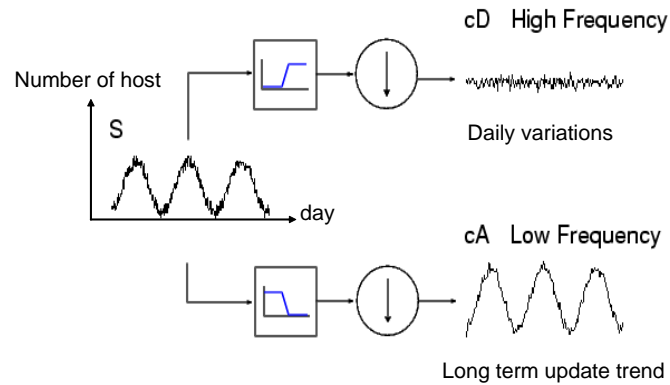 cD High Frequency
Number of host
S
Daily variations
day
cA Low Frequency
Long term update trend